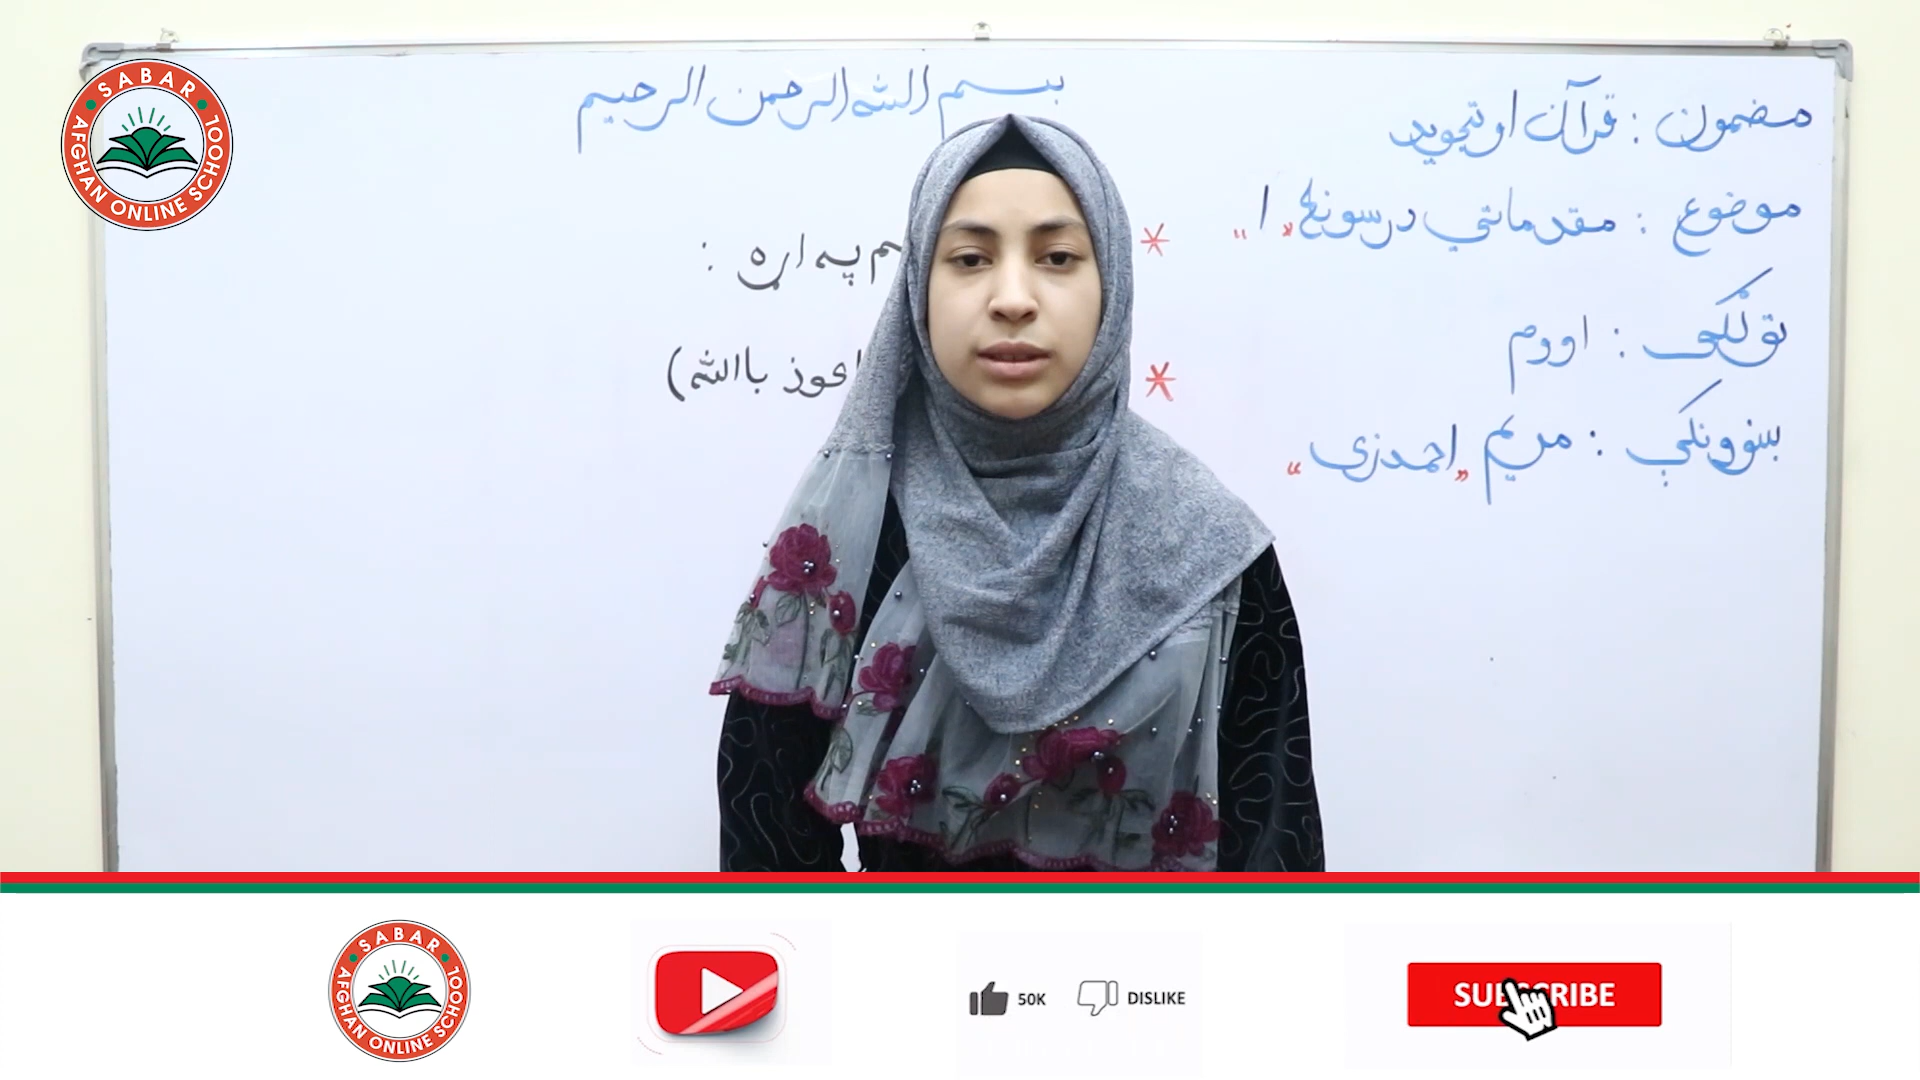 بسم الله الرحمن الرحيم
مضمون : قرآن او تجوید
موضوع : مقدماتي درسونه "۱"
ټولګی : اووم
ښوونکې : مریم "احمدزی"
* په اړه :
* اعوذ باالله)
SABAR
AFGHAN ONLINE SCHOOL
SABAR
AFGHAN ONLINE SCHOOL
50K
DISLIKE
SUBSCRIBE